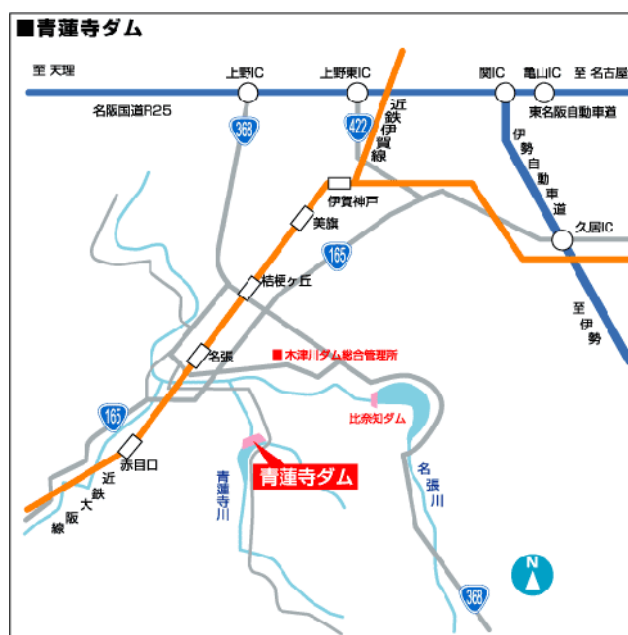 ■青蓮寺ダム
至 天理
上野IC
上野東IC
関IC
亀山IC
至 名古屋
名阪国道R25
東名阪自動車道
368
422
近鉄伊賀線
伊勢自動車道
伊賀神戸
美旗
久居IC
165
桔梗ヶ丘
至伊勢
名張
■木津川ダム総合管理所
比奈知ダム
165
赤目口
青蓮寺ダム
近鉄大阪線
青蓮寺川
名張川
N
368